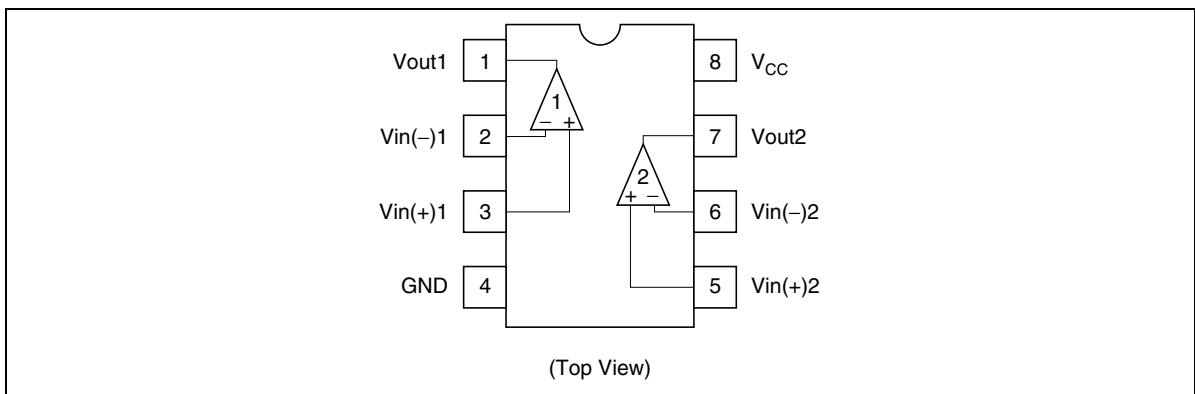 Vout1 1 8 VCC
1
− +
Vin(−)1 2 7 Vout2
2
+ −
Vin(+)1 3 6 Vin(−)2
GND 4 5 Vin(+)2
(Top View)